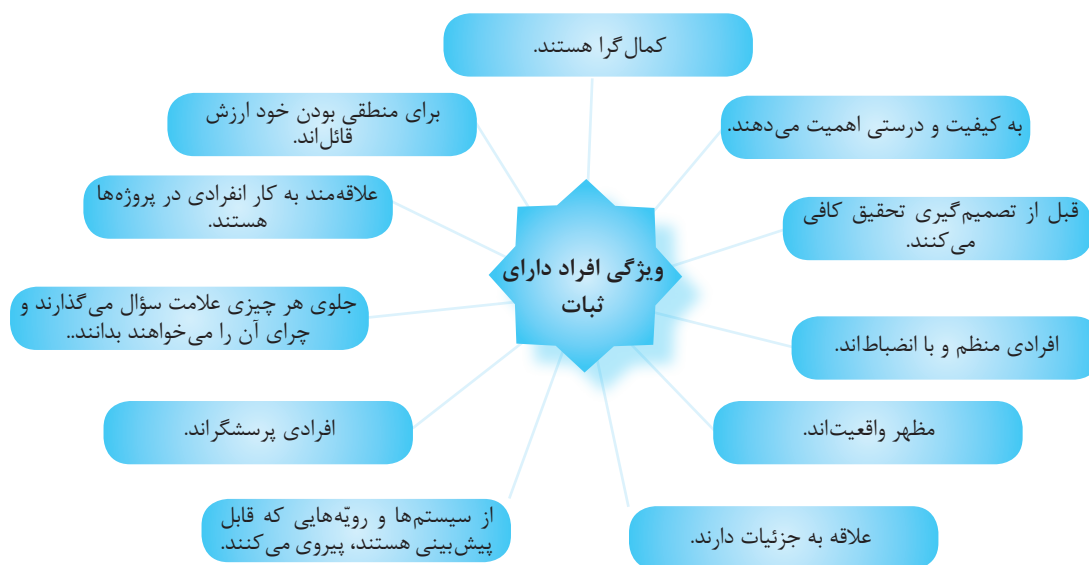 کمال‌گرا هستند.
به کیفیت و درستی اهمیت می‌دهند.
قبل از تصمیم‌گیری تحقیق کافی
می‌کنند.
افرادی منظم و با انضباط‌اند.
مظهر واقعیت‌اند.
علاقه به جزئیات دارند.
از سیستم‌ها و رویّه‌هایی که قابل
پیش‌بینی هستند، پیروی می‌کنند.
افرادی پرسشگراند.
جلوی هر چیزی علامت سؤال می‌گذارند و
چرای آن را می‌خواهند بدانند..
علاقه‌مند به کار انفرادی در پروژه‌ها
هستند.
برای منطقی بودن خود ارزش
قائل‌اند.
ویژگی افراد دارای
ثبات